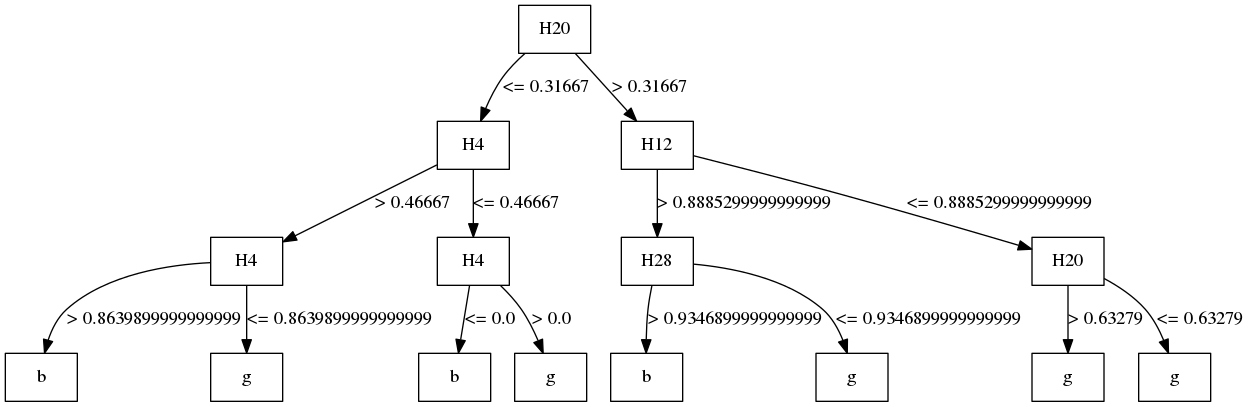 H20
<= 0.31667
> 0.31667
H4
H12
> 0.46667
<= 0.46667
> 0.8885299999999999
<= 0.8885299999999999
H4
H4
H28
H20
> 0.8639899999999999
<= 0.8639899999999999
<= 0.0
> 0.0
> 0.9346899999999999
<= 0.9346899999999999
> 0.63279
<= 0.63279
b
g
b
g
b
g
g
g